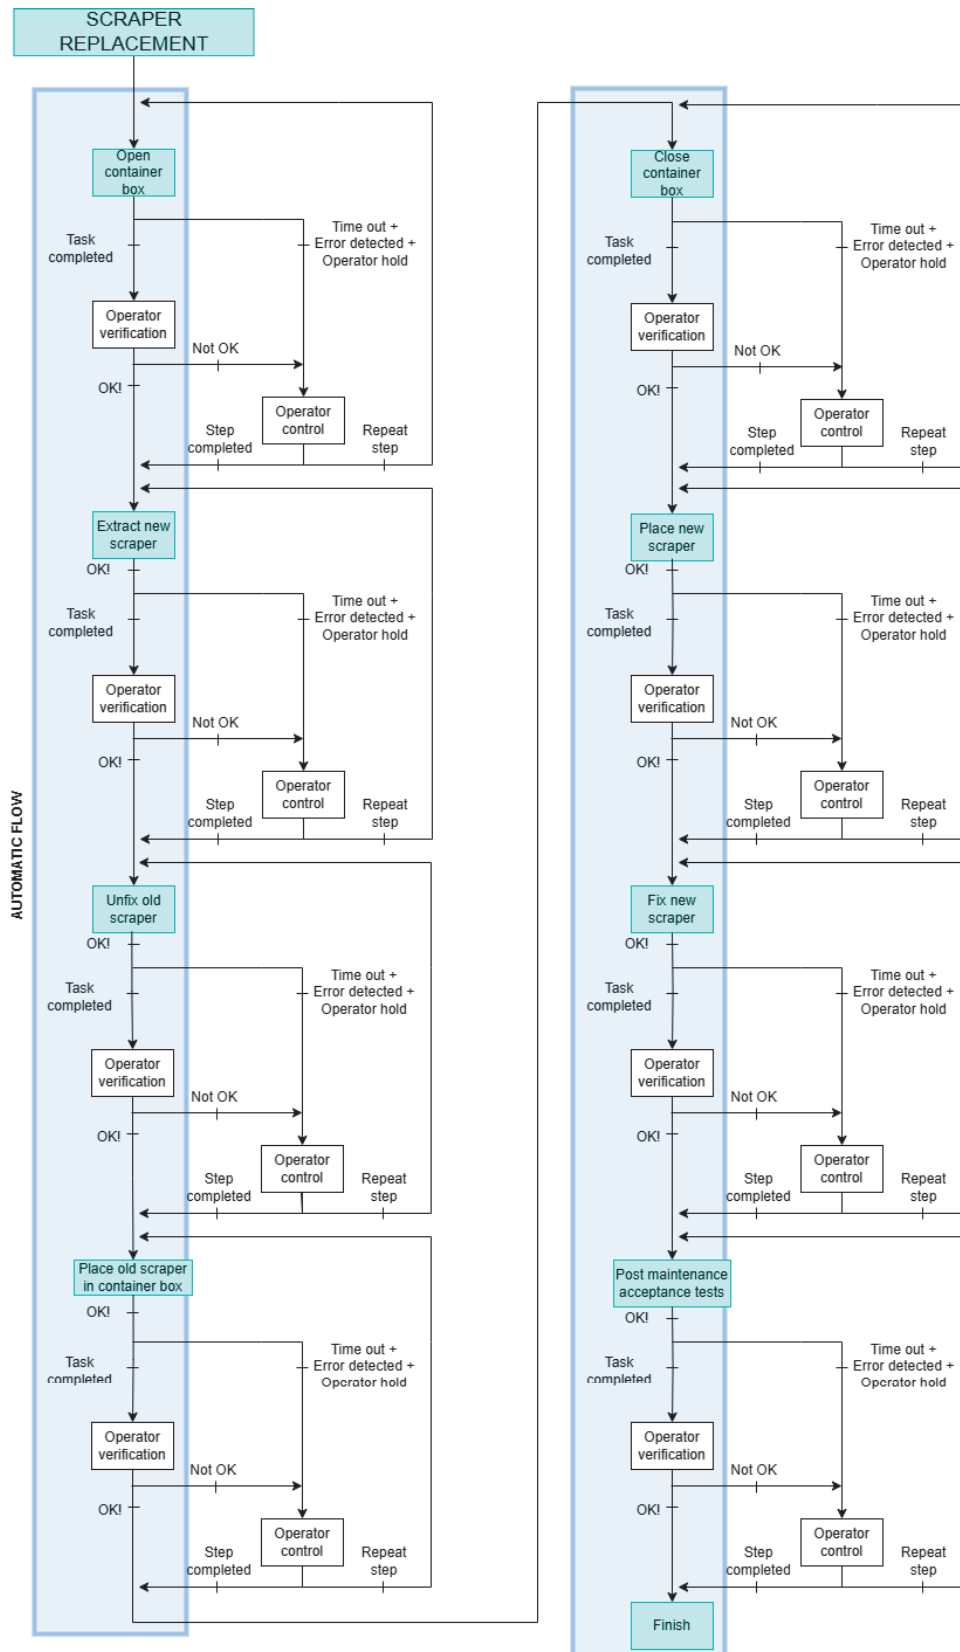 SCRAPER
REPLACEMENT
AUTOMATIC FLOW
Open
container
box
Task
completed
Time out +
Error detected +
Operator hold
Operator
verification
Not OK
OK!
Operator
control
Step
completed
Repeat
step
Extract new
scraper
OK!
Task
completed
Time out +
Error detected +
Operator hold
Operator
verification
Not OK
OK!
Operator
control
Step
completed
Repeat
step
Unfix old
scraper
OK!
Task
completed
Time out +
Error detected +
Operator hold
Operator
verification
Not OK
OK!
Operator
control
Step
completed
Repeat
step
Place old scraper
in container box
OK!
Task
completed
Time out +
Error detected +
Operator hold
Operator
verification
Not OK
OK!
Operator
control
Step
completed
Repeat
step
Close
container
box
Task
completed
Time out +
Error detected +
Operator hold
Operator
verification
Not OK
OK!
Operator
control
Step
completed
Repeat
step
Place new
scraper
OK!
Task
completed
Time out +
Error detected +
Operator hold
Operator
verification
Not OK
OK!
Operator
control
Step
completed
Repeat
step
Fix new
scraper
OK!
Task
completed
Time out +
Error detected +
Operator hold
Operator
verification
Not OK
OK!
Operator
control
Step
completed
Repeat
step
Post maintenance
acceptance tests
OK!
Task
completed
Time out +
Error detected +
Operator hold
Operator
verification
Not OK
OK!
Operator
control
Step
completed
Repeat
step
Finish